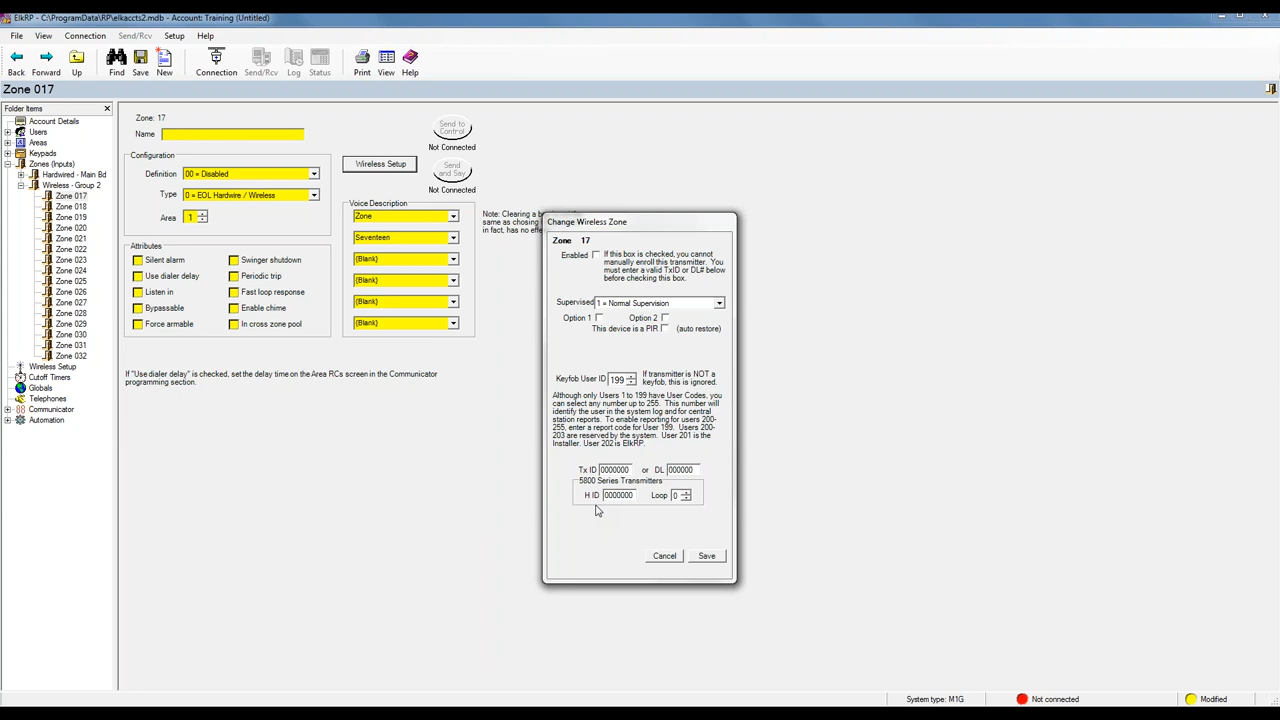 ElkRP - C:\ProgramData\RP\elkaccts2.mdb - Account: Training (Untitled)
File View Connection Send/Rcv Setup Help
Back Forward Up Find Save New Connection Send/Rcv Log Status Print View Help
Zone 017
Folder Items
Account Details
Users
Areas
Keypads
Zones (Inputs)
Hardwired - Main Bd
Wireless - Group 2
Zone 017
Zone 018
Zone 019
Zone 020
Zone 021
Zone 022
Zone 023
Zone 024
Zone 025
Zone 026
Zone 027
Zone 028
Zone 029
Zone 030
Zone 031
Zone 032
Wireless Setup
Cutoff Timers
Globals
Telephones
Communicator
Automation
Zone: 17
Name
Configuration
Definition 00 = Disabled
Type 0 = EOL Hardwire / Wireless
Area 1
Attributes
Silent alarm Swinger shutdown
Use dialer delay Periodic trip
Listen in Fast loop response
Bypassable Enable chime
Force armable In cross zone pool
If "Use dialer delay" is checked, set the delay time on the Area RCs screen in the Communicator
programming section.
Wireless Setup
Send to
Control
Not Connected
Send
and Say
Not Connected
Voice Description
Zone
Seventeen
{Blank}
{Blank}
{Blank}
{Blank}
Note: Clearing a
same as chosing
in fact, has no
Change Wireless Zone
Zone 17
Enabled If this box is checked, you cannot
manually enroll this transmitter. You
must enter a valid TxID or DL# below
before checking this box.
Supervised 1 = Normal Supervision
Option 1 Option 2
This device is a PIR (auto restore)
Keyfob User ID 199 If transmitter is NOT a
keyfob, this is ignored.
Although only Users 1 to 199 have User Codes, you
can select any number up to 255. This number will
identify the user in the system log and for central
station reports. To enable reporting for users 200-
255, enter a report code for User 199. Users 200-
203 are reserved by the system. User 201 is the
Installer. User 202 is ElkRP.
Tx ID 0000000 or DL 000000
5800 Series Transmitters
H ID 0000000 Loop 0
Cancel Save
System type: M1G Not connected Modified